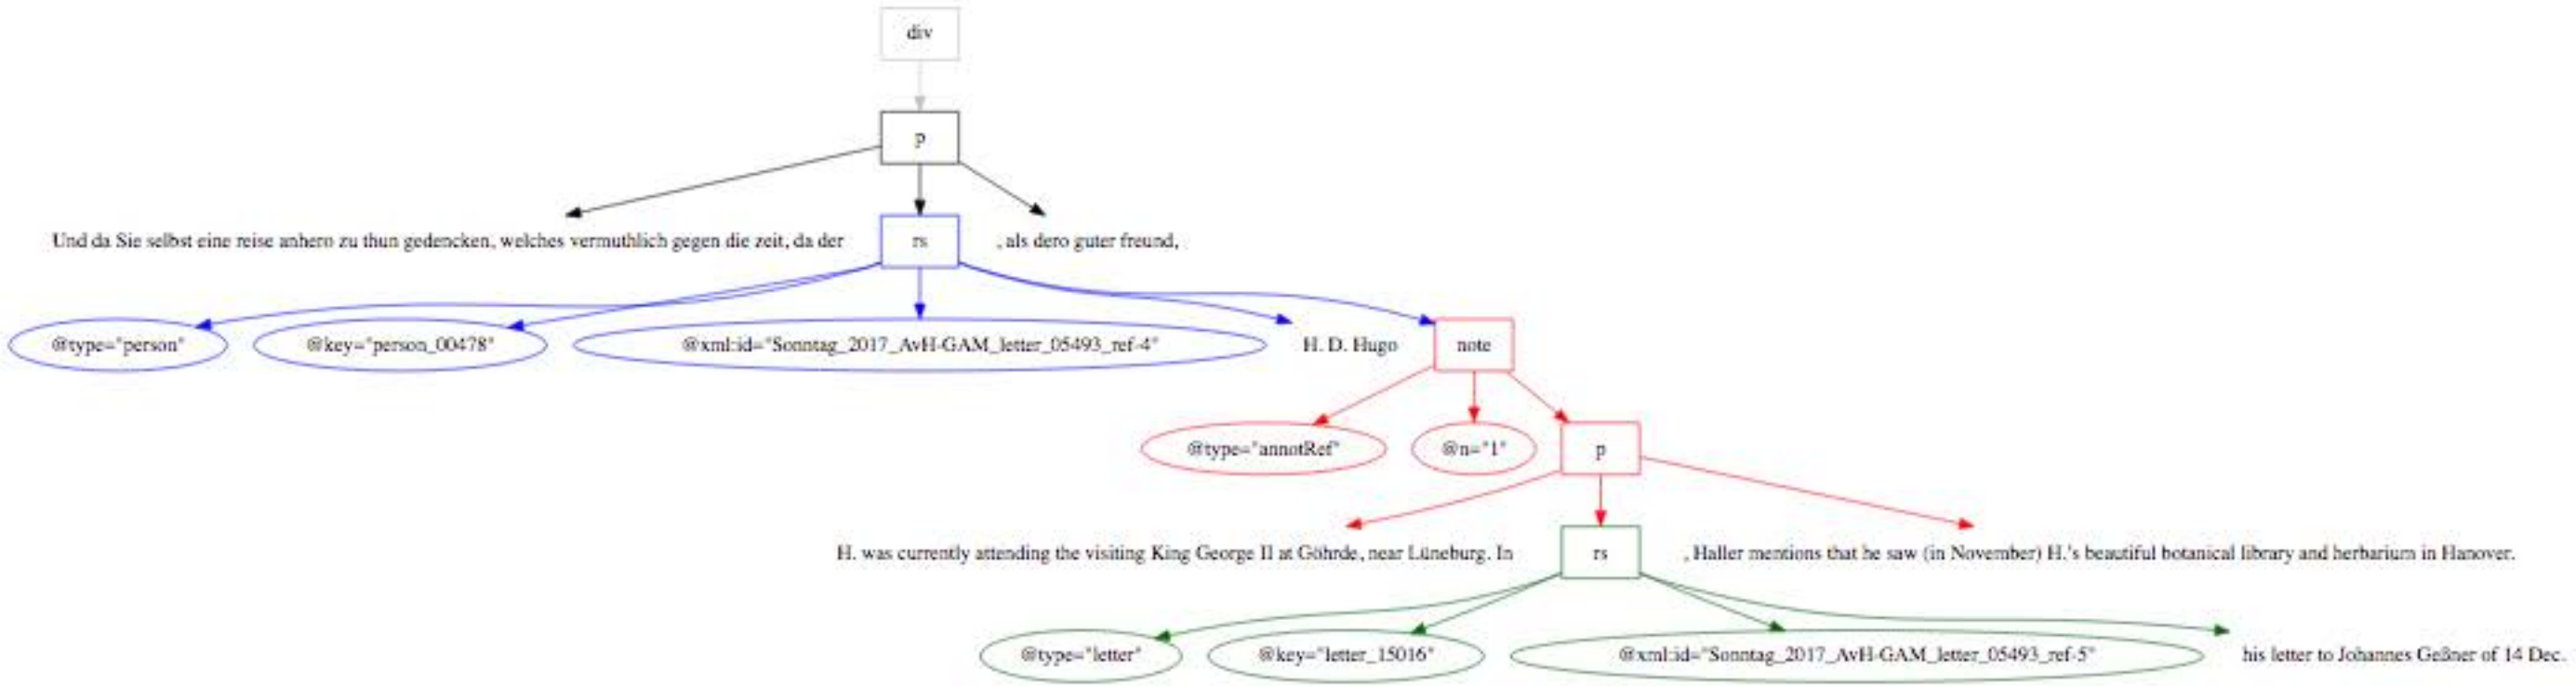 div
p
Und da Sie selbst eine reise anhero zu thun gedencken, welches vermuthlich gegen die zeit, da der
rs
, als dero guter freund,
@type="person"
@key="person_00478"
@xml:id="Sonntag_2017_AvH-GAM_letter_05493_ref-4"
H. D. Hugo
note
@type="annotRef"
@n="1"
p
H. was currently attending the visiting King George II at Göhrde, near Lüneburg. In
rs
, Haller mentions that he saw (in November) H.'s beautiful botanical library and herbarium in Hanover.
@type="letter"
@key="letter_15016"
@xml:id="Sonntag_2017_AvH-GAM_letter_05493_ref-5"
his letter to Johannes Geßner of 14 Dec.